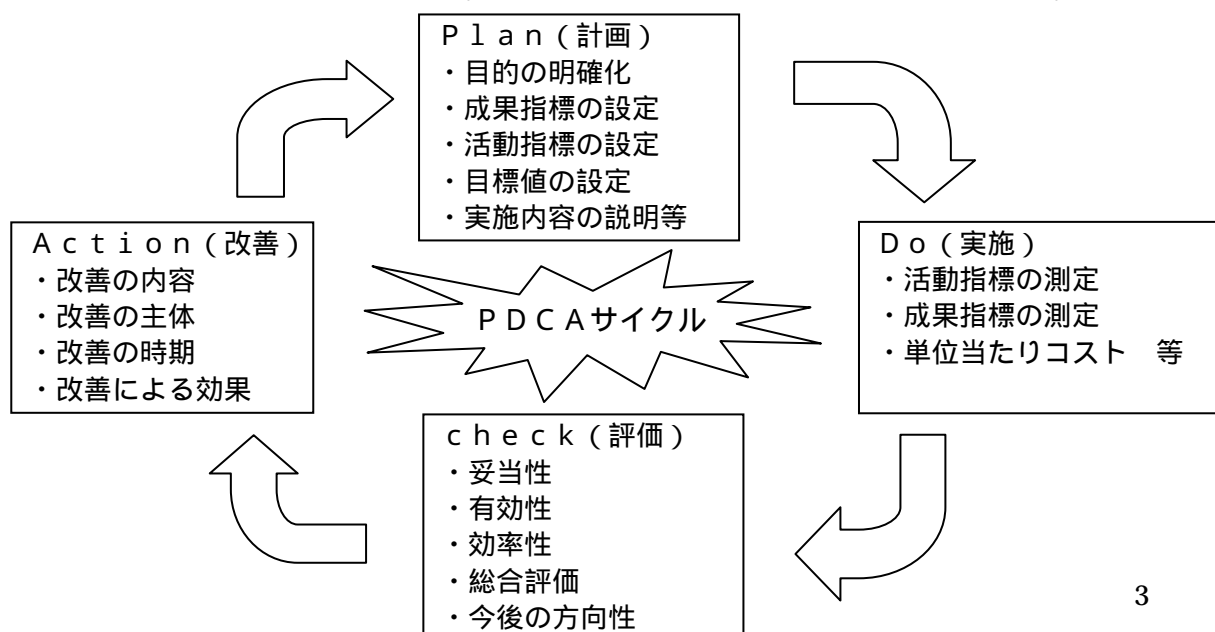 Ｐｌａｎ（計画）
・目的の明確化
・成果指標の設定
・活動指標の設定
・目標値の設定
・実施内容の説明等
Ｄｏ（実施）
・活動指標の測定
・成果指標の測定
・単位当たりコスト　等
ｃｈｅｃｋ（評価）
・妥当性
・有効性
・効率性
・総合評価
・今後の方向性
Ａｃｔｉｏｎ（改善）
・改善の内容
・改善の主体
・改善の時期
・改善による効果
ＰＤＣＡサイクル
3